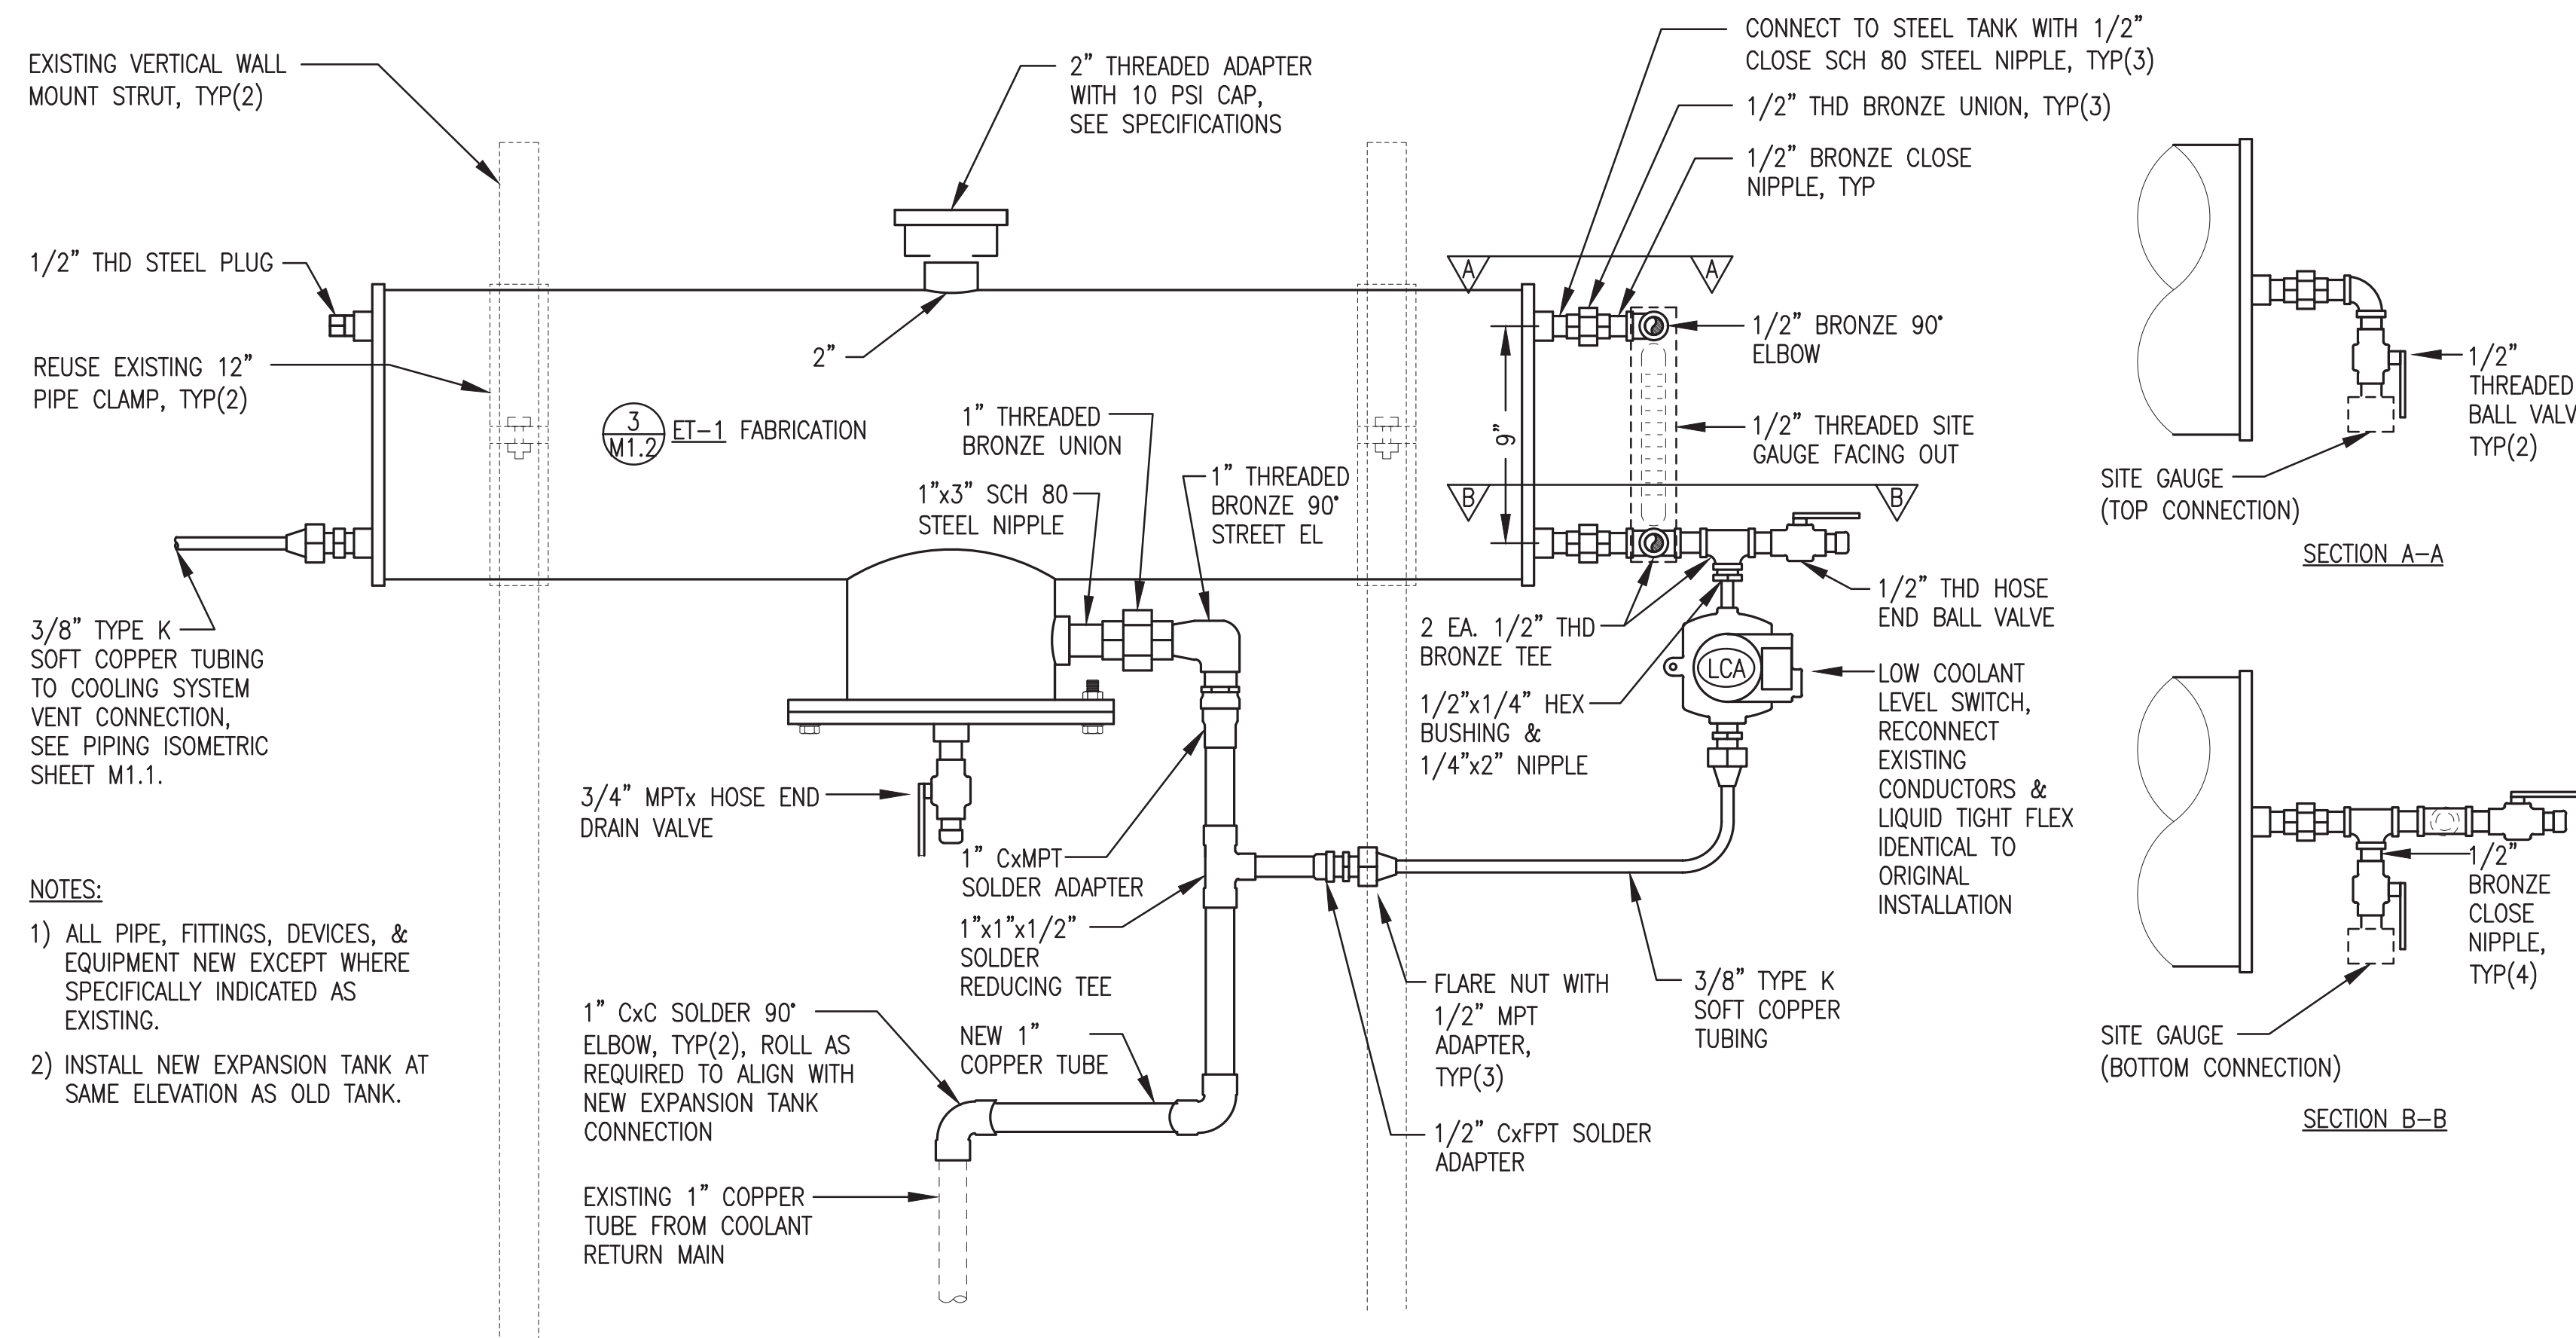 EXISTING VERTICAL WALL
MOUNT STRUT, TYP(2)
2” THREADED ADAPTER
WITH 10 PSI CAP,
SEE SPECIFICATIONS
CONNECT TO STEEL TANK WITH 1/2”
CLOSE SCH 80 STEEL NIPPLE, TYP(3)
1/2” THD BRONZE UNION, TYP(3)
1/2” BRONZE CLOSE
NIPPLE, TYP
1/2” THD STEEL PLUG
A
A
REUSE EXISTING 12”
PIPE CLAMP, TYP(2)
2”
1/2” BRONZE 90°
ELBOW
9”
1/2” THREADED SITE
GAUGE FACING OUT
3
M1.2
ET-1 FABRICATION
1” THREADED
BRONZE UNION
1”x3” SCH 80
STEEL NIPPLE
1” THREADED
BRONZE 90°
STREET EL
B
B
1/2”
THREADED
BALL VALV
TYP(2)
SITE GAUGE
(TOP CONNECTION)
SECTION A-A
3/8” TYPE K
SOFT COPPER TUBING
TO COOLING SYSTEM
VENT CONNECTION,
SEE PIPING ISOMETRIC
SHEET M1.1.
2 EA. 1/2” THD
BRONZE TEE
1/2”x1/4” HEX
BUSHING &
1/4”x2” NIPPLE
LCA
1/2” THD HOSE
END BALL VALVE
LOW COOLANT
LEVEL SWITCH,
RECONNECT
EXISTING
CONDUCTORS &
LIQUID TIGHT FLEX
IDENTICAL TO
ORIGINAL
INSTALLATION
3/4” MPTx HOSE END
DRAIN VALVE
1” CxMPT
SOLDER ADAPTER
1”x1”x1/2”
SOLDER
REDUCING TEE
1/2”
BRONZE
CLOSE
NIPPLE,
TYP(4)
SITE GAUGE
(BOTTOM CONNECTION)
SECTION B-B
NOTES:
1) ALL PIPE, FITTINGS, DEVICES, &
EQUIPMENT NEW EXCEPT WHERE
SPECIFICALLY INDICATED AS
EXISTING.
2) INSTALL NEW EXPANSION TANK AT
SAME ELEVATION AS OLD TANK.
1” CxC SOLDER 90°
ELBOW, TYP(2), ROLL AS
REQUIRED TO ALIGN WITH
NEW EXPANSION TANK
CONNECTION
NEW 1”
COPPER TUBE
FLARE NUT WITH
1/2” MPT
ADAPTER,
TYP(3)
3/8” TYPE K
SOFT COPPER
TUBING
1/2” CxFPT SOLDER
ADAPTER
EXISTING 1” COPPER
TUBE FROM COOLANT
RETURN MAIN